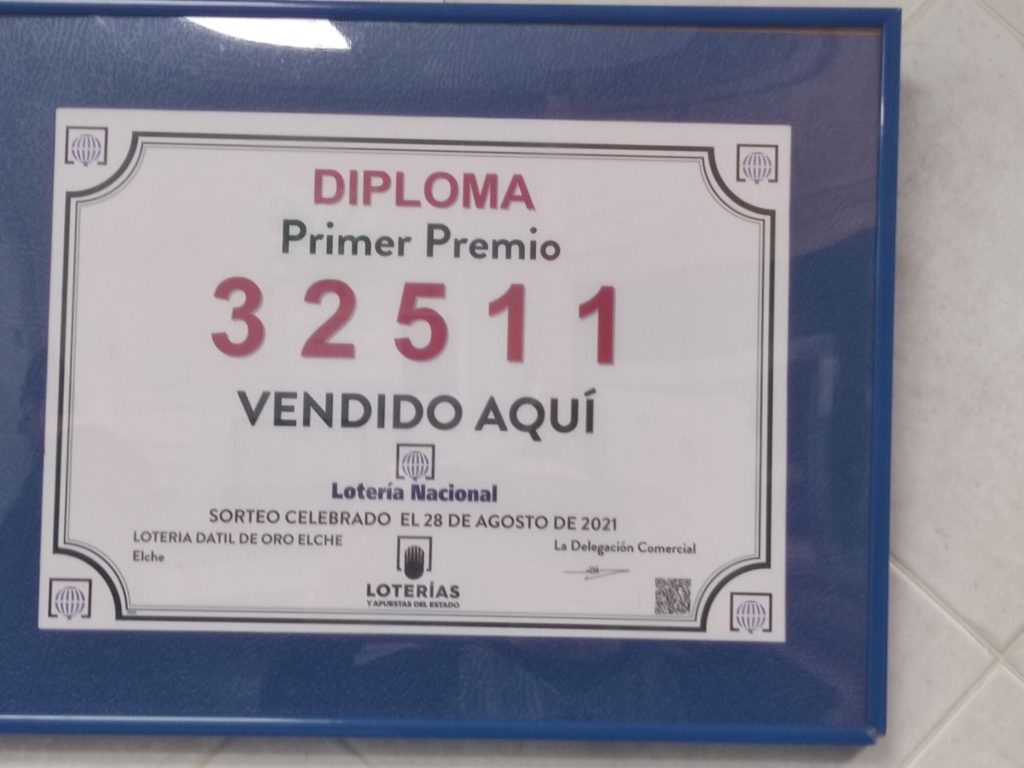 DIPLOMA
Primer Premio
32511
VENDIDO AQUÍ
Lotería Nacional
SORTEO CELEBRADO EL 28 DE AGOSTO DE 2021
LOTERIA DATIL DE ORO ELCHE
Elche
La Delegación Comercial
LOTERÍAS
Y APUESTAS DEL ESTADO